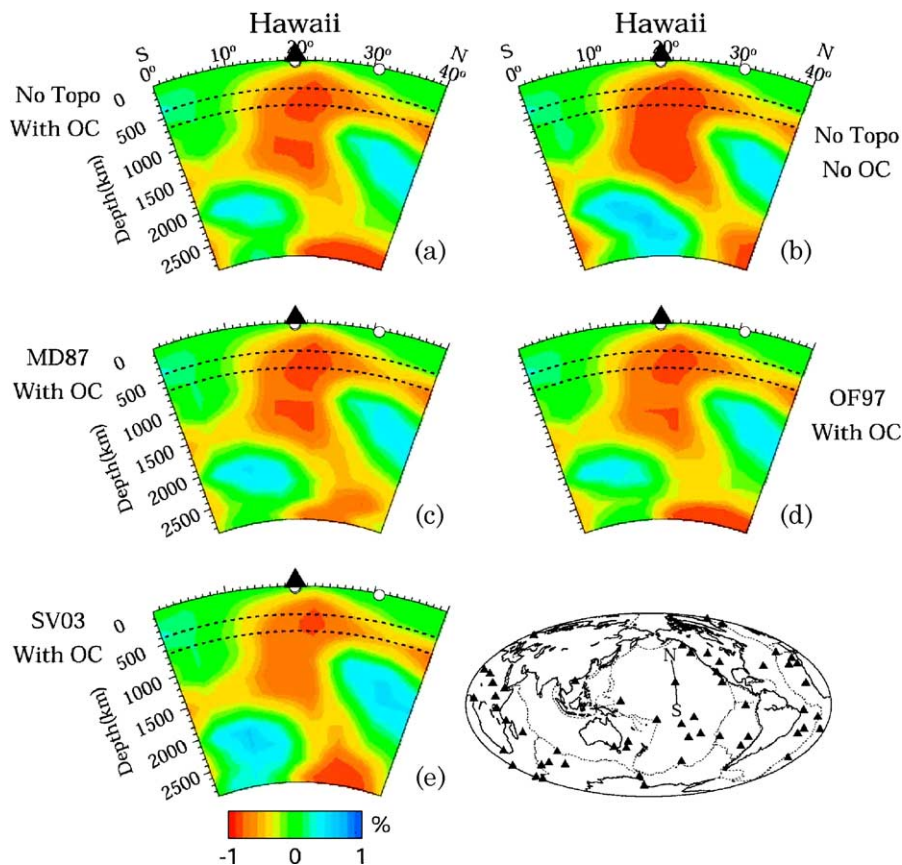 Hawaii Hawaii
S 0° 10° 20° 30° N 40°
S 0° 10° 20° 30° N 40°
No Topo
With OC
0
500
1000
1500
2000
2500
Depth(km)
(a)
No Topo
No OC
(b)
MD87
With OC
0
500
1000
1500
2000
2500
Depth(km)
(c)
OF97
With OC
(d)
SV03
With OC
0
500
1000
1500
2000
2500
Depth(km)
(e)
N
S
%
-1 0 1